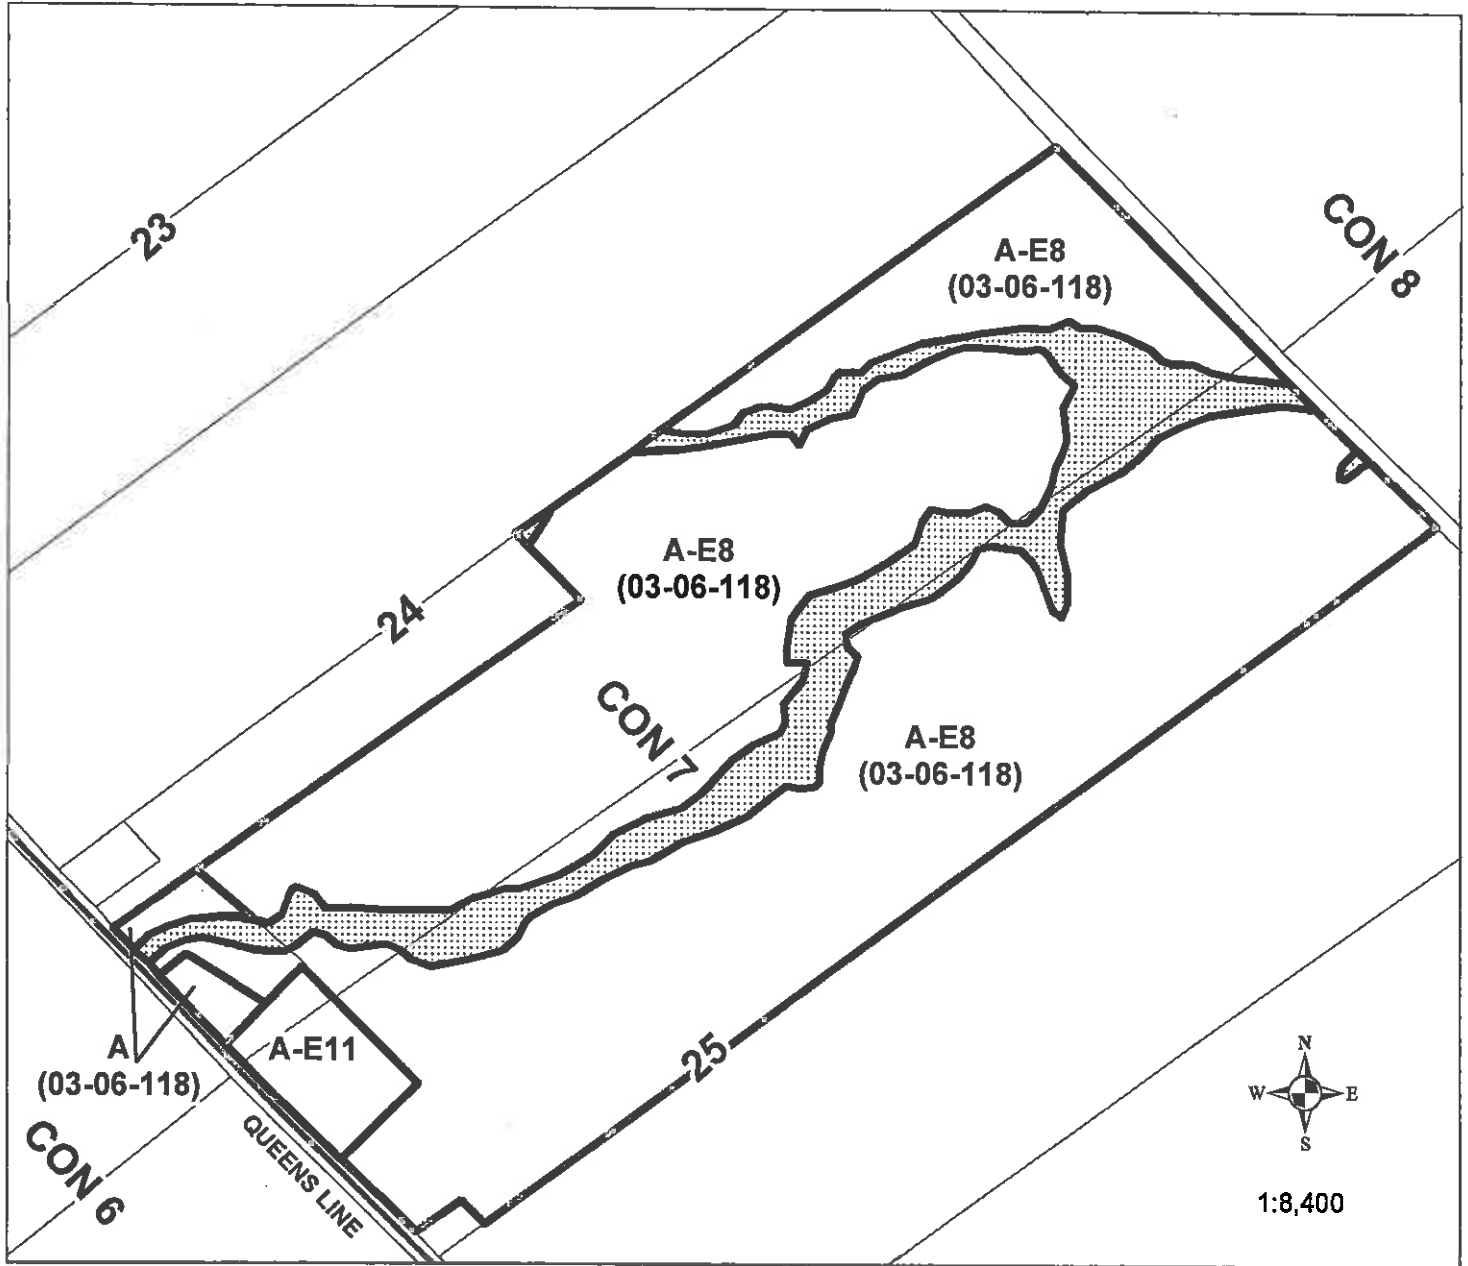 23
CON 8
A-E8
(03-06-118)
A-E8
(03-06-118)
24
CON 7
A-E8
(03-06-118)
25
A
(03-06-118)
A-E11
CON 6
QUEENS LINE
N
W
E
S
1:8,400